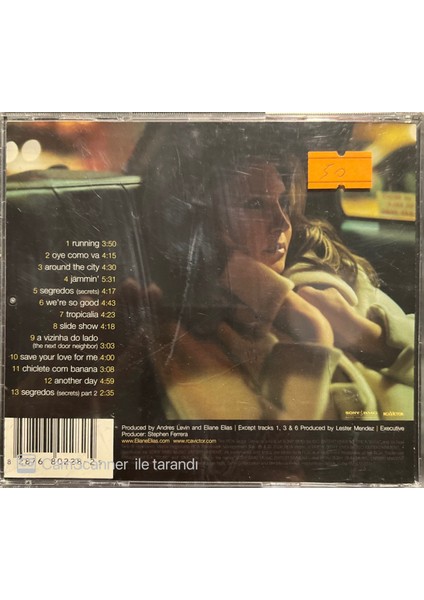 50
1 running 3:50
2 oye como va 4:15
3 around the city 4:30
4 jammin' 5:31
5 segredos (secrets) 4:17
6 we're so good 4:43
7 tropicalia 4:23
8 slide show 4:18
9 a vizinha do lado
(the next door neighbor) 3:03
10 save your love for me 4:00
11 chiclete com banana 3:08
12 another day 4:59
13 segredos (secrets) part 2 2:35
Produced by Andres Levin and Eliane Elias | Except tracks 1, 3 & 6 Produced by Lester Mendez | Executive
Producer: Stephen Ferrera
www.ElianeElias.com www.rcavictor.com
CamScanner ile tarandı